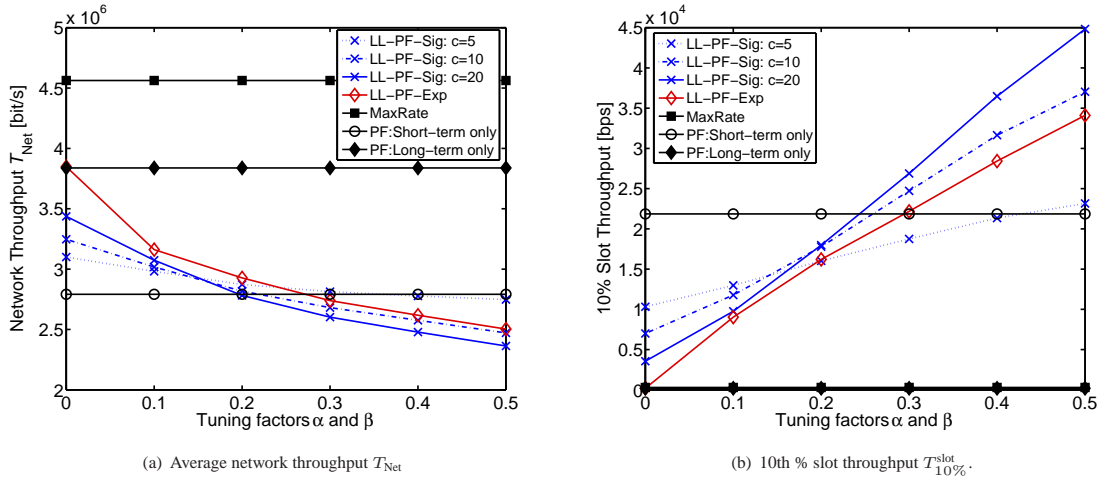 x 10^6
5
4.5
4
3.5
3
2.5
2
Network Throughput T_Net [bit/s]
LL−PF−Sig: c=5
LL−PF−Sig: c=10
LL−PF−Sig: c=20
LL−PF−Exp
MaxRate
PF:Short−term only
PF:Long−term only
0 0.1 0.2 0.3 0.4 0.5
Tuning factors α and β
(a) Average network throughput T_Net
x 10^4
4.5
4
3.5
3
2.5
2
1.5
1
0.5
0
10% Slot Throughput [bps]
LL−PF−Sig: c=5
LL−PF−Sig: c=10
LL−PF−Sig: c=20
LL−PF−Exp
MaxRate
PF:Short−term only
PF:Long−term only
0 0.1 0.2 0.3 0.4 0.5
Tuning factors α and β
(b) 10th % slot throughput T^slot_10%.